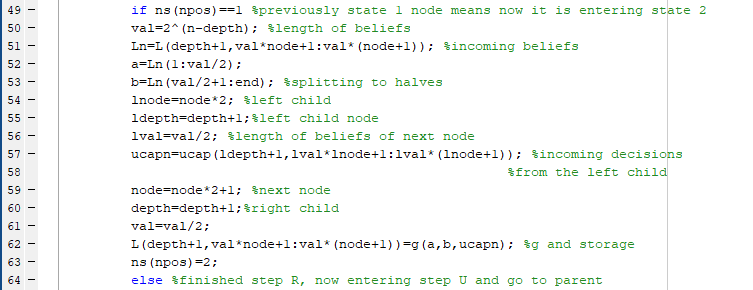 49 – if ns(npos)==1 %previously state 1 node means now it is entering state 2
50 – val=2^(n-depth); %length of beliefs
51 – Ln=L(depth+1,val*node+1:val*(node+1)); %incoming beliefs
52 – a=Ln(1:val/2);
53 – b=Ln(val/2+1:end); %splitting to halves
54 – lnode=node*2; %left child
55 – ldepth=depth+1;%left child node
56 – lval=val/2; %length of beliefs of next node
57 – ucapn=ucap(ldepth+1,lval*lnode+1:lval*(lnode+1)); %incoming decisions
58 %from the left child
59 – node=node*2+1; %next node
60 – depth=depth+1;%right child
61 – val=val/2;
62 – L(depth+1,val*node+1:val*(node+1))=g(a,b,ucapn); %g and storage
63 – ns(npos)=2;
64 – else %finished step R, now entering step U and go to parent